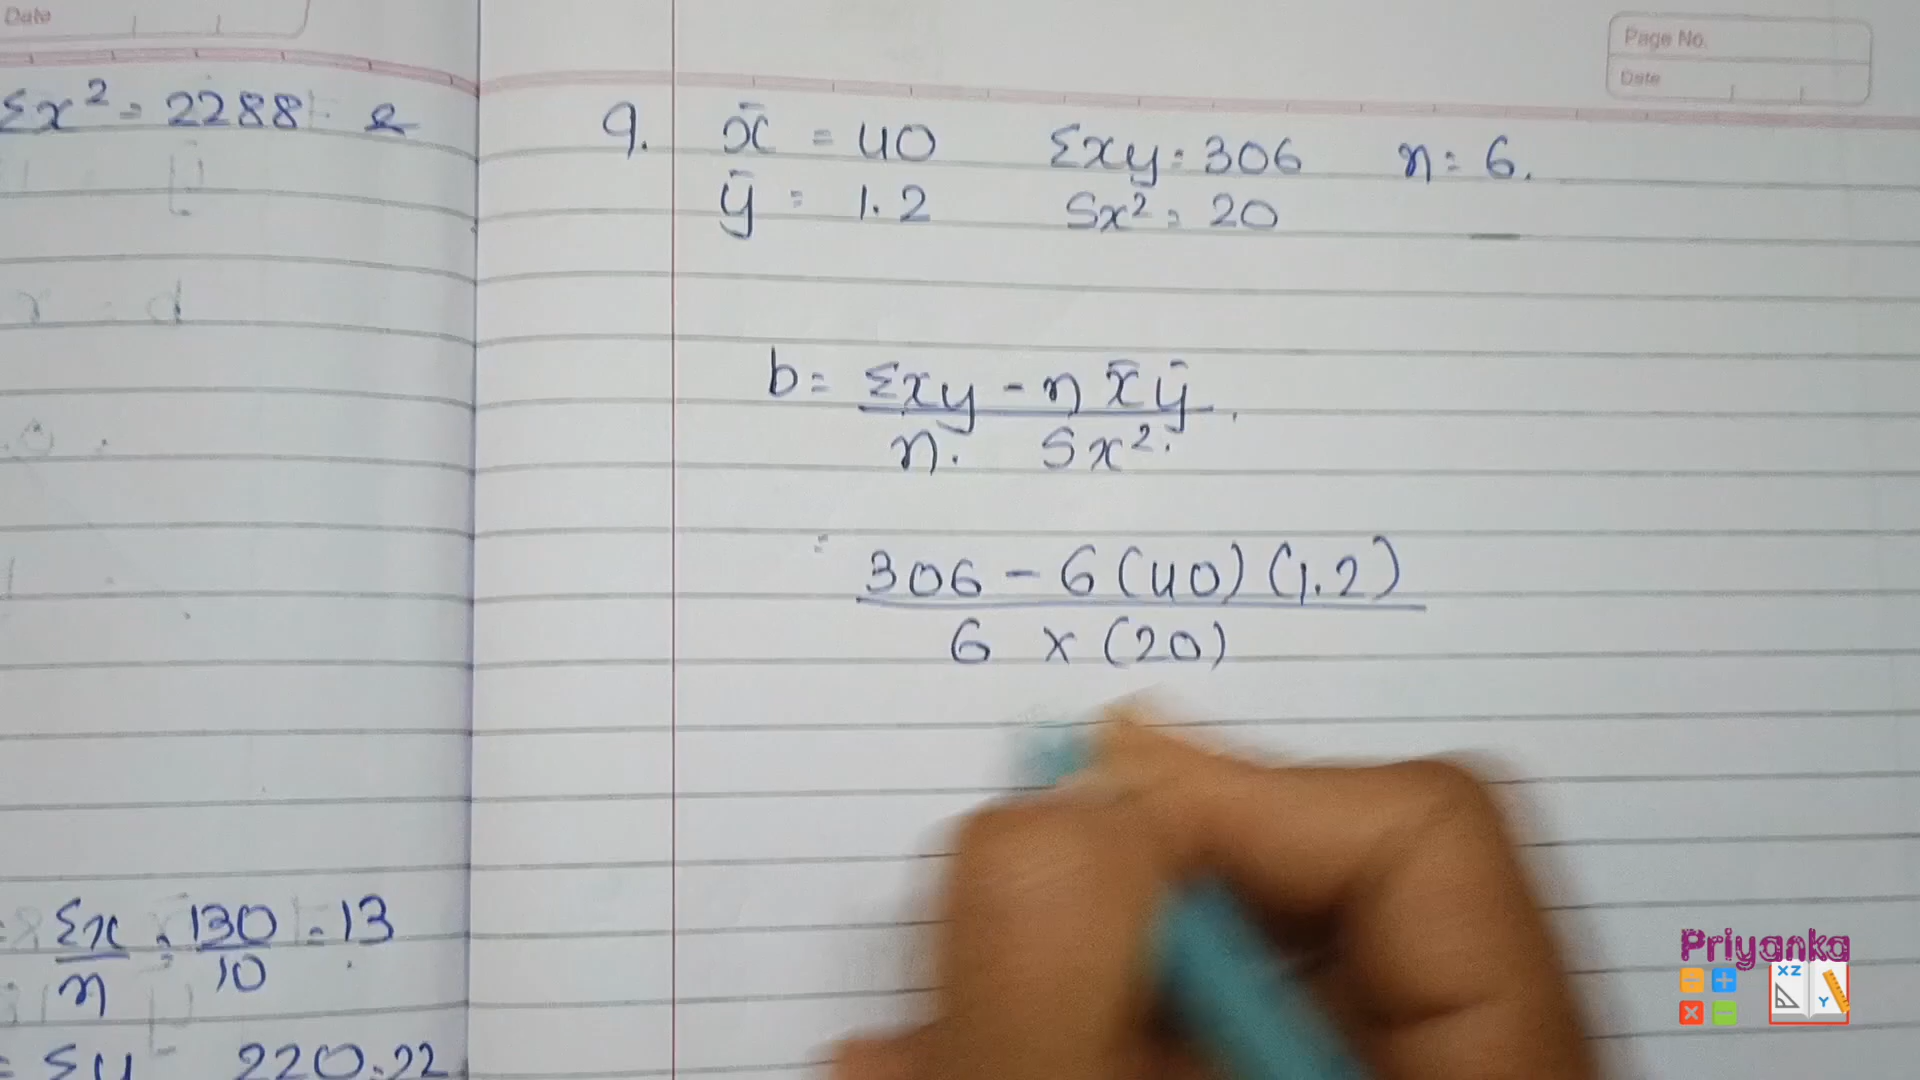 Date
Σx² = 2288
Σx/n = 130/10 = 13
= Σy 220 22
Page No.
Date
9. x̄ = 40 Σxy = 306 n = 6.
ȳ = 1.2 Sx² = 20
b = Σxy - n x̄ȳ / n. Sx².
= 306 - 6(40)(1.2) / 6 x (20)
Priyanka
XZ
Y